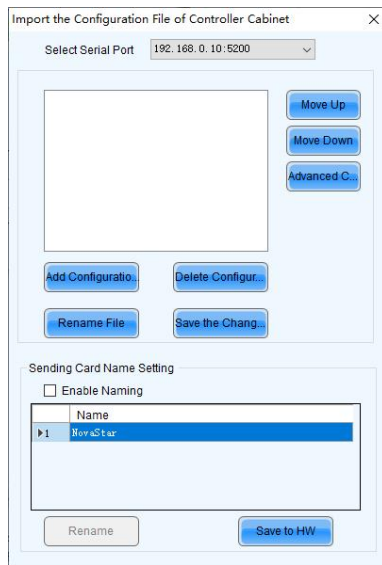 Import the Configuration File of Controller Cabinet
Select Serial Port 192.168.0.10:5200
Move Up
Move Down
Advanced C...
Add Configuratio...
Delete Configur...
Rename File
Save the Chang...
Sending Card Name Setting
Enable Naming
Name
1 NovaStar
Rename
Save to HW